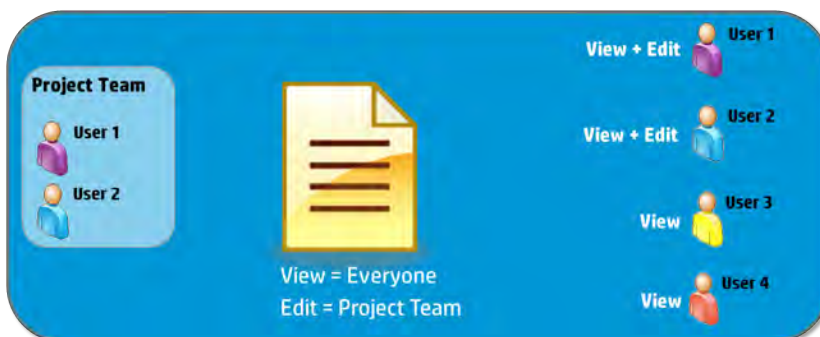 Project Team
User 1
User 2
View = Everyone
Edit = Project Team
View + Edit User 1
View + Edit User 2
View User 3
View User 4